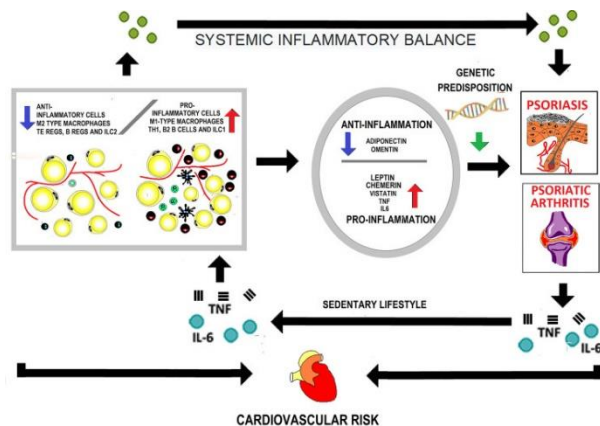 SYSTEMIC INFLAMMATORY BALANCE
ANTI-
INFLAMMATORY CELLS
M2 TYPE MACROPHAGES
TE REGS, B REGS AND ILC2
PRO-
INFLAMMATORY CELLS
M1-TYPE MACROPHAGES
TH1, B2 B CELLS AND ILC1
ANTI-INFLAMMATION
ADIPONECTIN
OMENTIN
LEPTIN
CHEMERIN
VISTATIN
TNF
IL6
PRO-INFLAMMATION
GENETIC
PREDISPOSITION
PSORIASIS
PSORIATIC
ARTHRITIS
SEDENTARY LIFESTYLE
TNF
IL-6
TNF
IL-6
CARDIOVASCULAR RISK